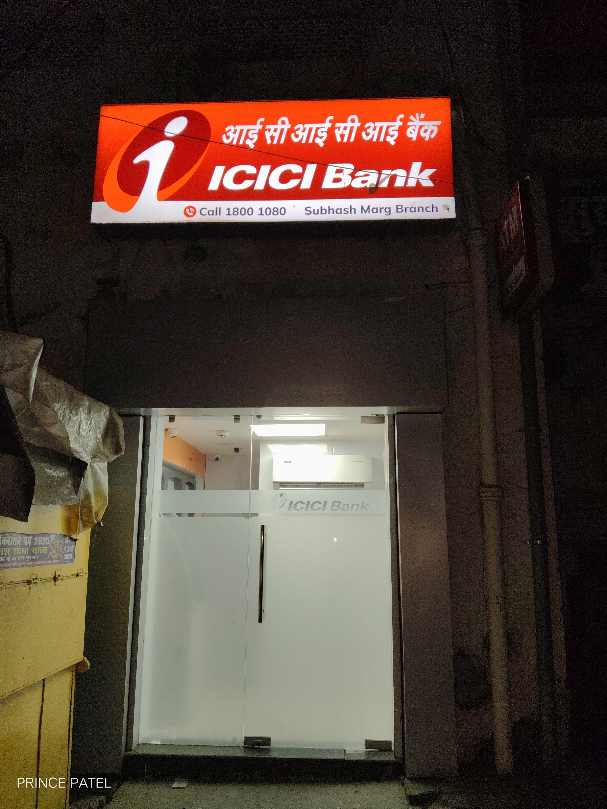 आई सी आई सी आई बैंक
ICICI Bank
Call 1800 1080
Subhash Marg Branch
ICICI Bank
PRINCE PATEL